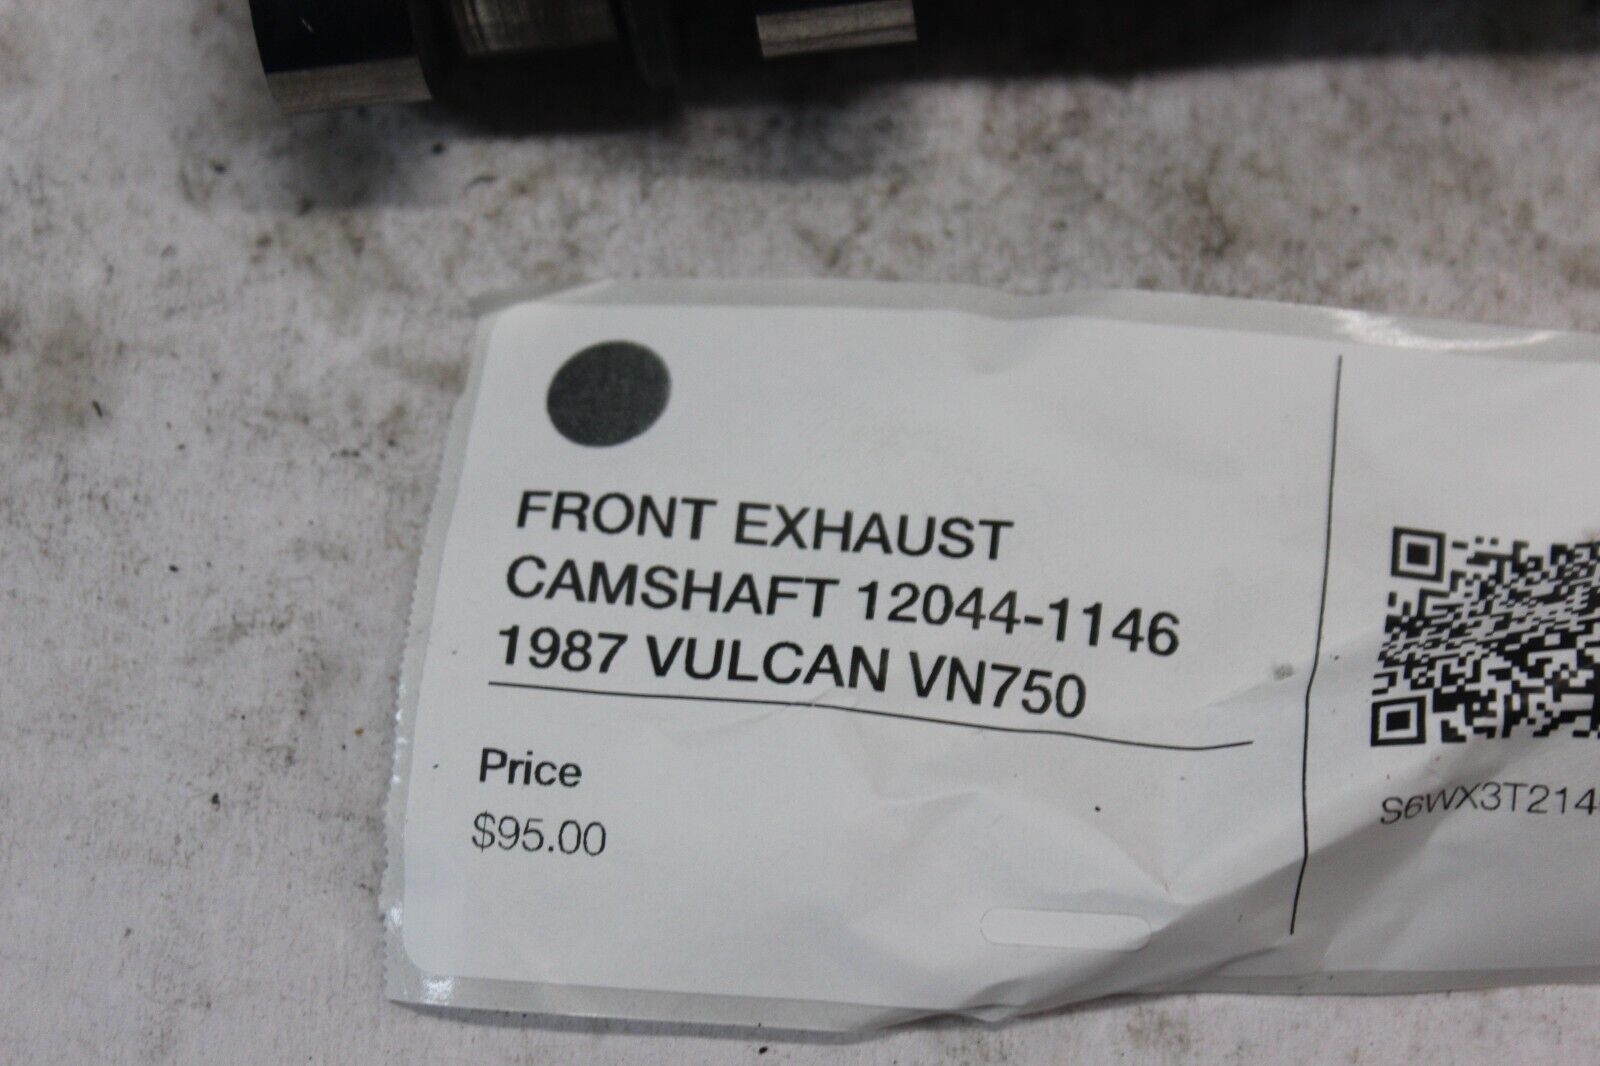 FRONT EXHAUST
CAMSHAFT 12044-1146
1987 VULCAN VN750
Price
$95.00
S6WX3T214